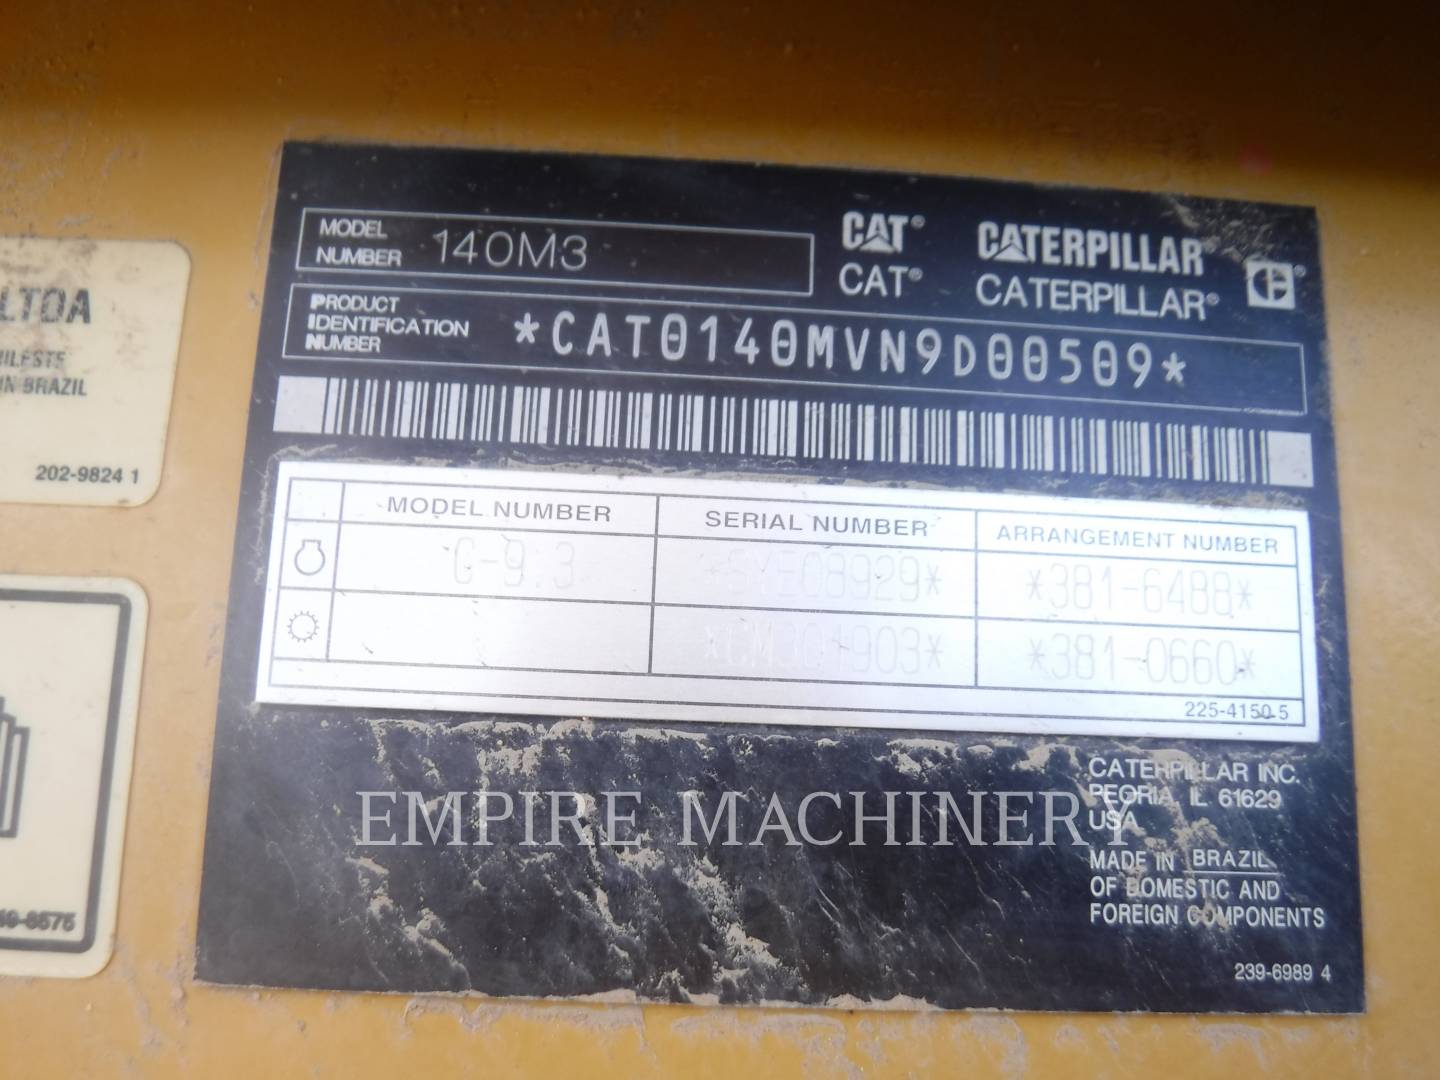 LTDA
IN BRAZIL
202-9824 1
MODEL NUMBER 140M3
CAT® CATERPILLAR®
CAT® CATERPILLAR®
PRODUCT IDENTIFICATION NUMBER *CAT0140MVN9D00509*
MODEL NUMBER SERIAL NUMBER ARRANGEMENT NUMBER
C-9.3 *381-6488*
*381-0660*
225-4150 5
CATERPILLAR INC.
PEORIA, IL 61629
USA
EMPIRE MACHINERY
MADE IN BRAZIL
OF DOMESTIC AND
FOREIGN COMPONENTS
239-6989 4